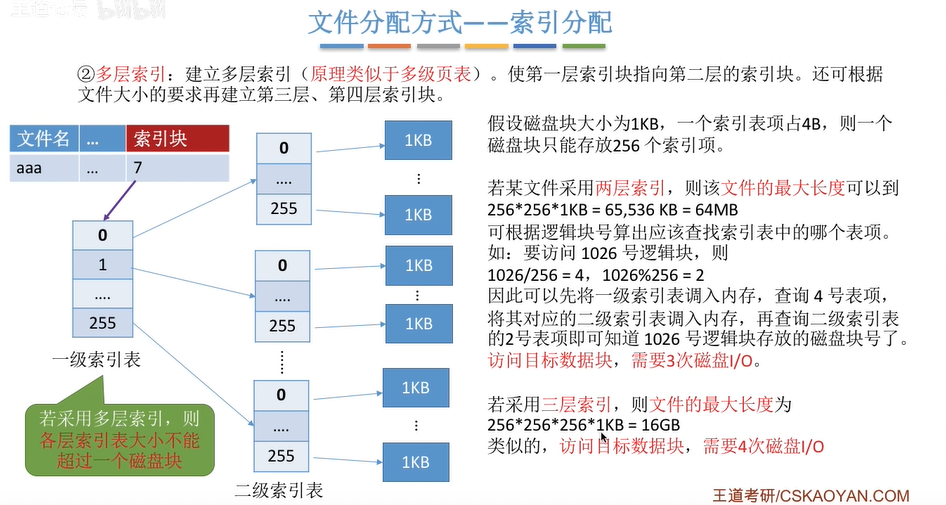 文件分配方式——索引分配
②多层索引：建立多层索引（原理类似于多级页表）。使第一层索引块指向第二层的索引块。还可根据
文件大小的要求再建立第三层、第四层索引块。
文件名 … 索引块
aaa … 7
0
1
….
255
一级索引表
若采用多层索引，则
各层索引表大小不能
超过一个磁盘块
0
….
255
0
….
255
0
….
255
二级索引表
1KB
1KB
1KB
1KB
1KB
1KB
假设磁盘块大小为1KB，一个索引表项占4B，则一个
磁盘块只能存放256 个索引项。
若某文件采用两层索引，则该文件的最大长度可以到
256*256*1KB = 65,536 KB = 64MB
可根据逻辑块号算出应该查找索引表中的哪个表项。
如：要访问 1026 号逻辑块，则
1026/256 = 4，1026%256 = 2
因此可以先将一级索引表调入内存，查询 4 号表项，
将其对应的二级索引表调入内存，再查询二级索引表
的2号表项即可知道 1026 号逻辑块存放的磁盘块号了。
访问目标数据块，需要3次磁盘I/O。
若采用三层索引，则文件的最大长度为
256*256*256*1KB = 16GB
类似的，访问目标数据块，需要4次磁盘I/O
王道考研/CSKAOYAN.COM